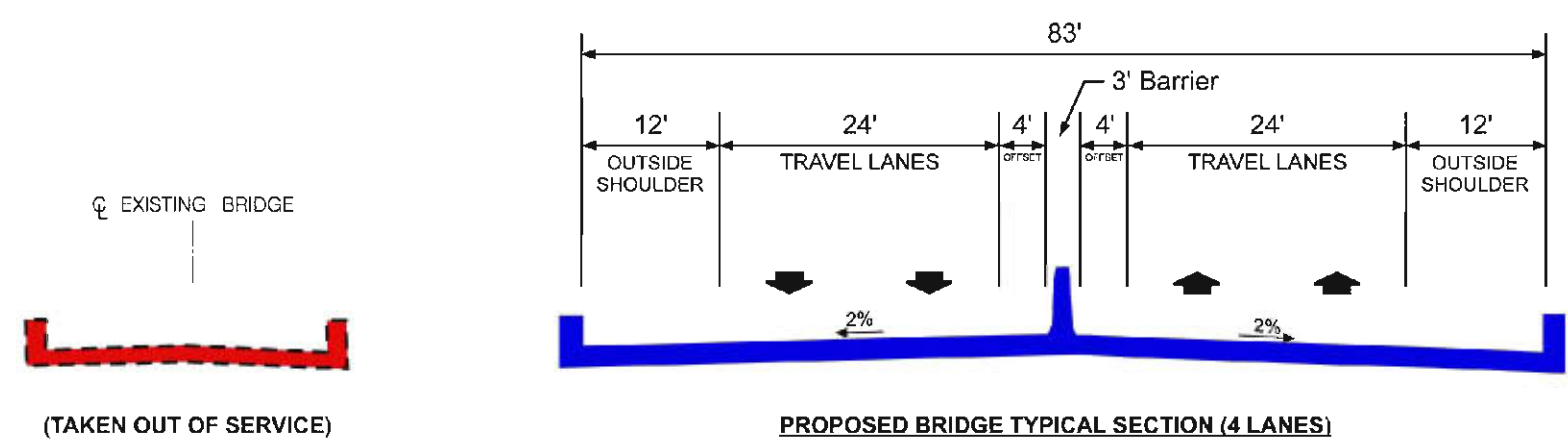 83'
3' Barrier
12'
24'
4'
4'
24'
12'
OUTSIDE
SHOULDER
TRAVEL LANES
OFFSET
OFFSET
TRAVEL LANES
OUTSIDE
SHOULDER
℄ EXISTING BRIDGE
2%
2%
(TAKEN OUT OF SERVICE)
PROPOSED BRIDGE TYPICAL SECTION (4 LANES)